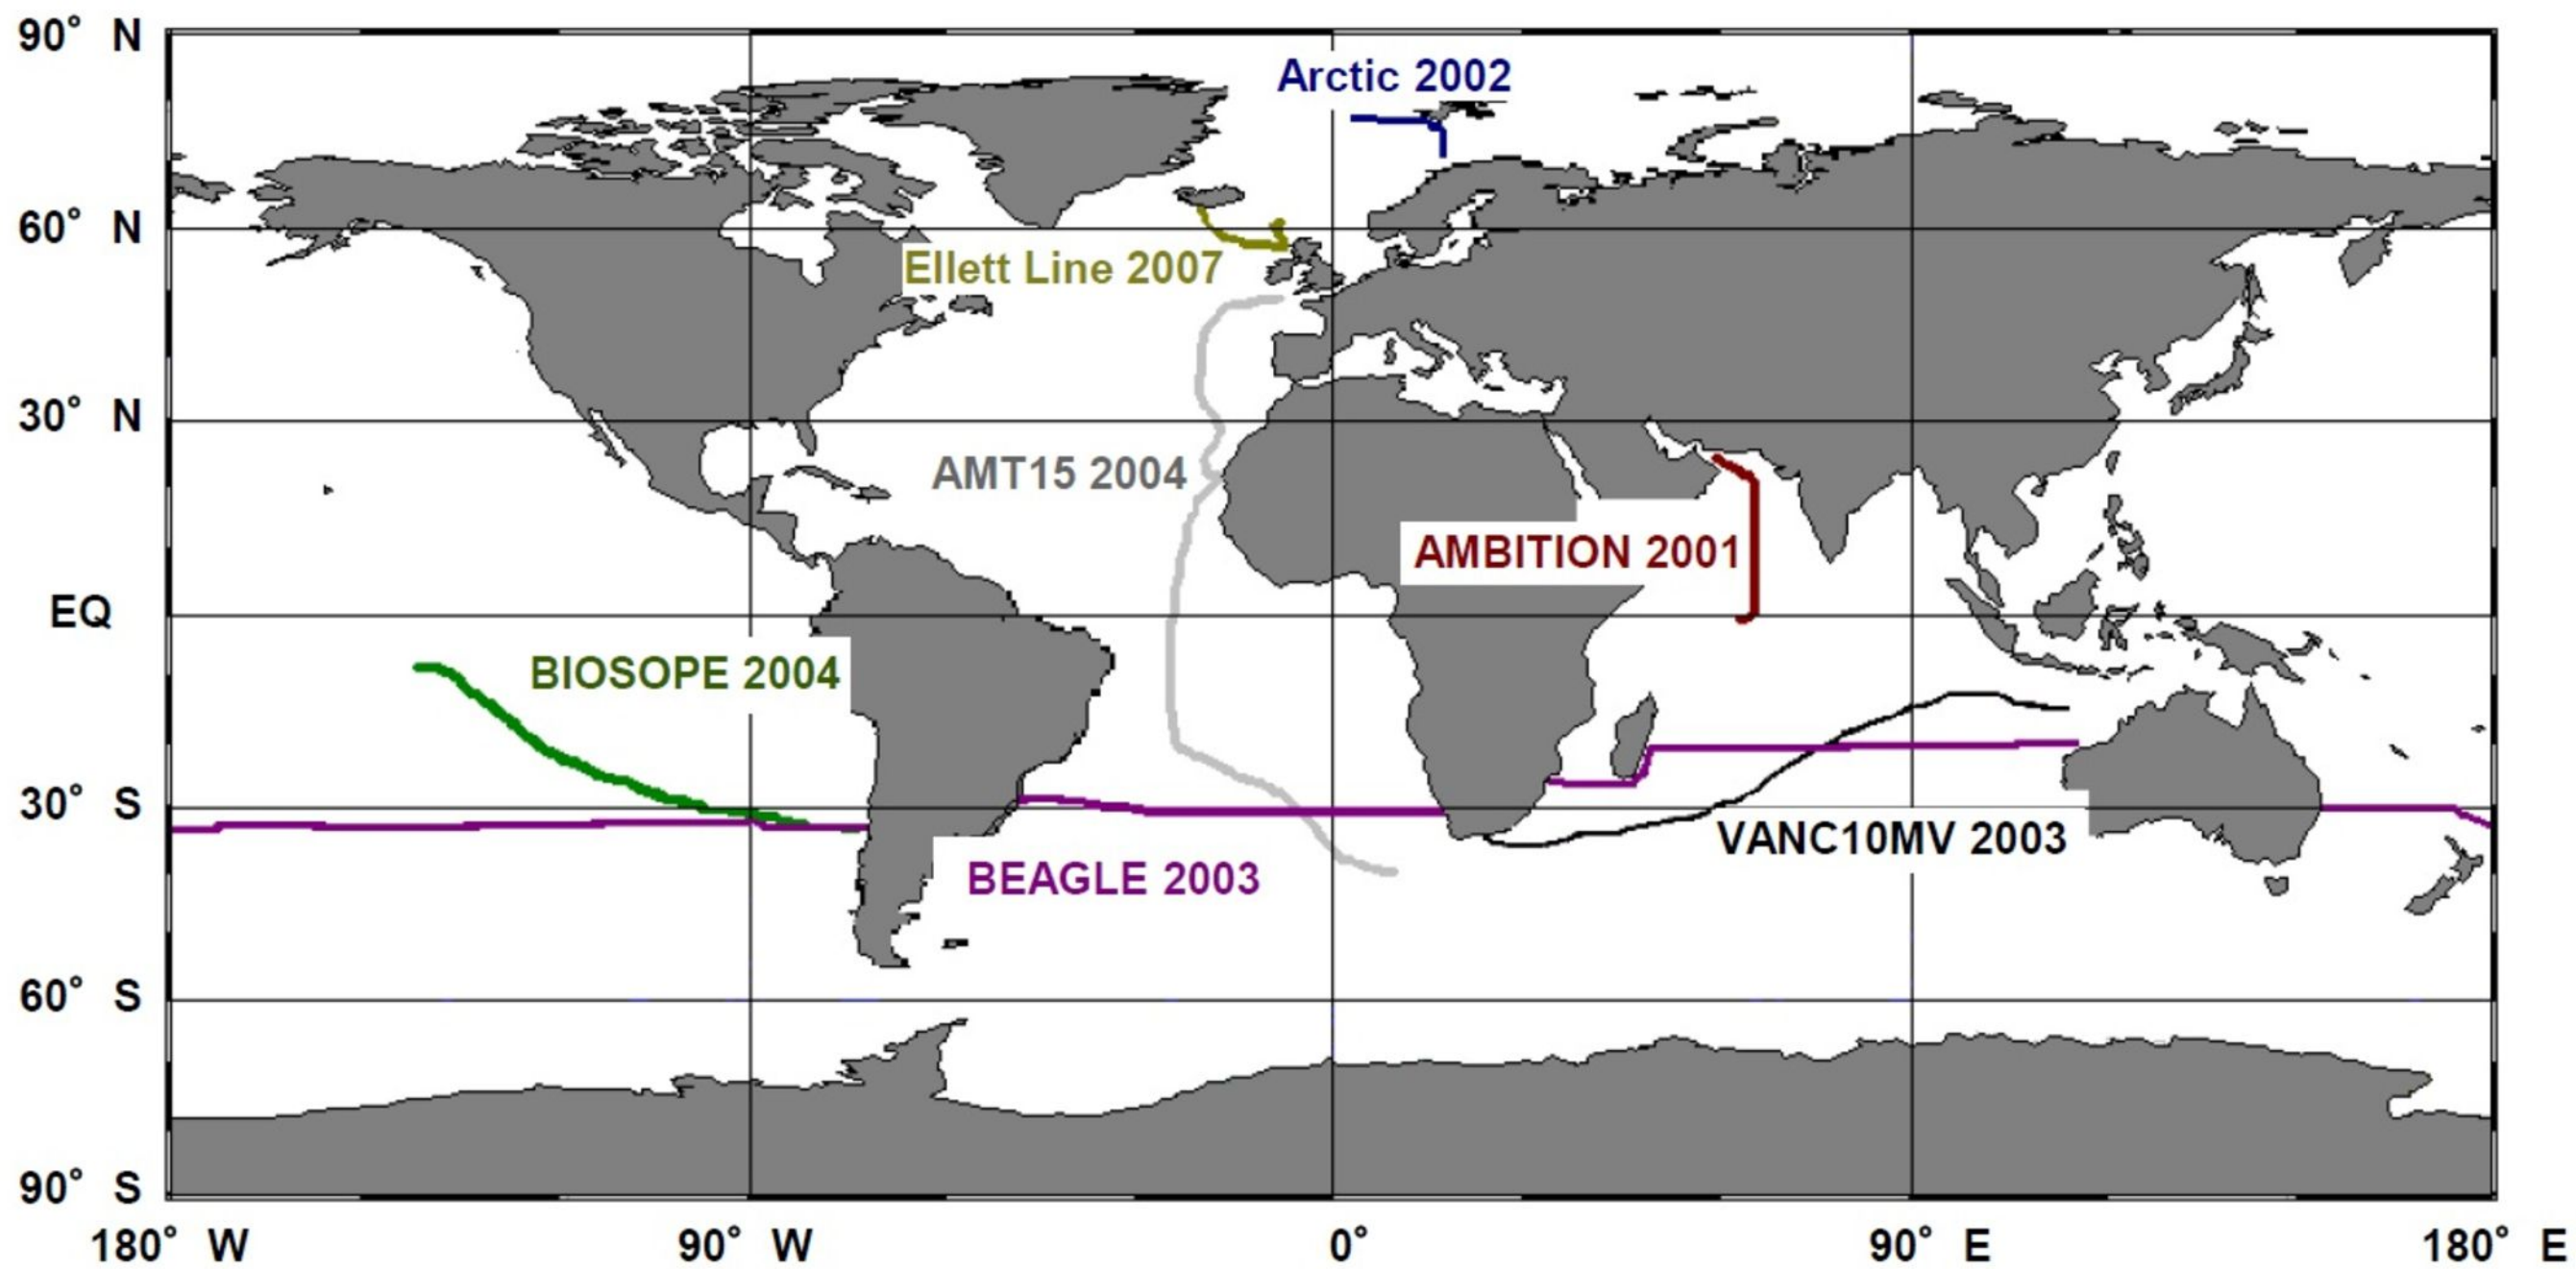 90° N
Arctic 2002
60° N
Ellett Line 2007
30° N
AMT15 2004
AMBITION 2001
EQ
BIOSOPE 2004
30° S
VANC10MV 2003
BEAGLE 2003
60° S
90° S
180° W
90° W
0°
90° E
180° E